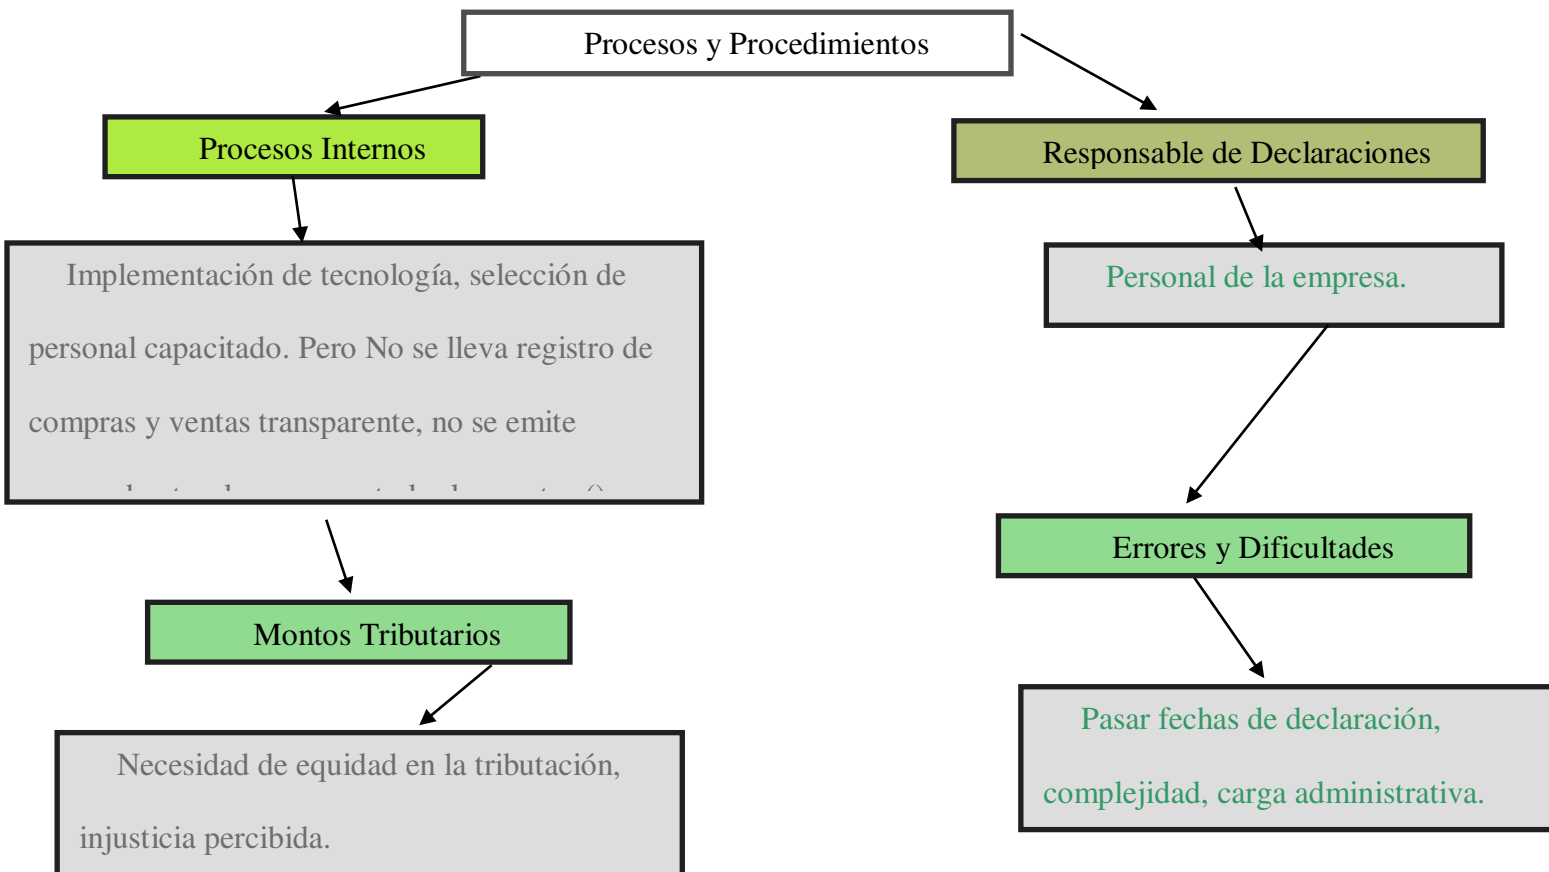 Procesos y Procedimientos
Procesos Internos
Responsable de Declaraciones
Implementación de tecnología, selección de
personal capacitado. Pero No se lleva registro de
compras y ventas transparente, no se emite
Personal de la empresa.
Errores y Dificultades
Montos Tributarios
Pasar fechas de declaración,
complejidad, carga administrativa.
Necesidad de equidad en la tributación,
injusticia percibida.